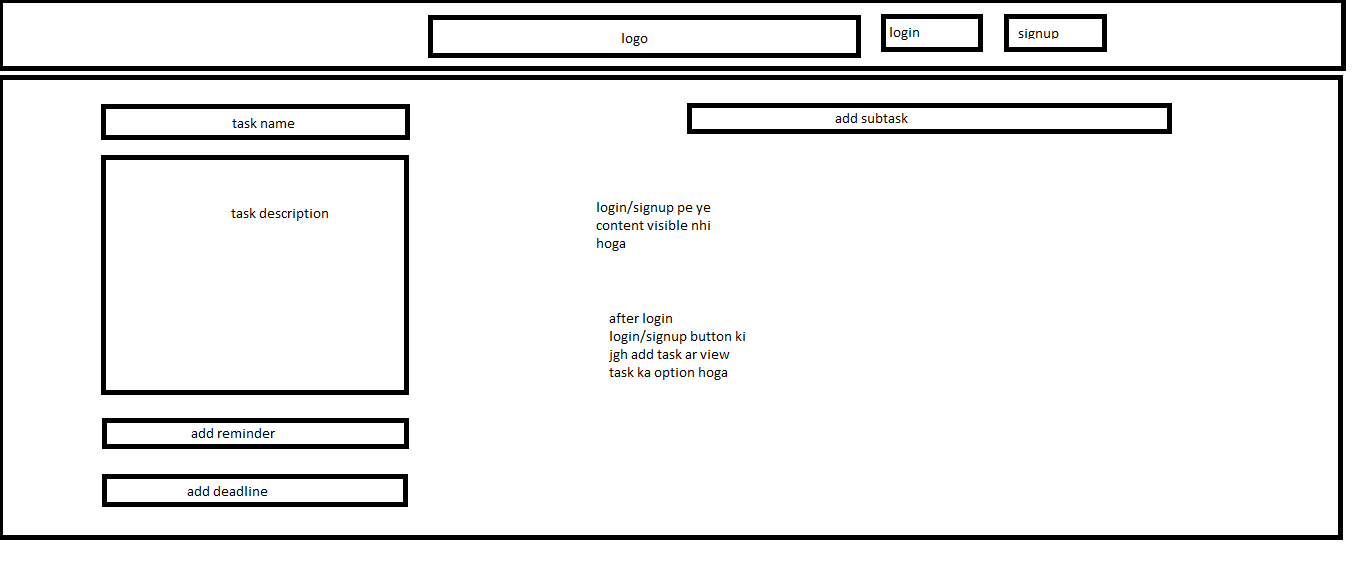 logo
login
signup
task name
add subtask
task description
login/signup pe ye
content visible nhi
hoga
after login
login/signup button ki
jgh add task ar view
task ka option hoga
add reminder
add deadline